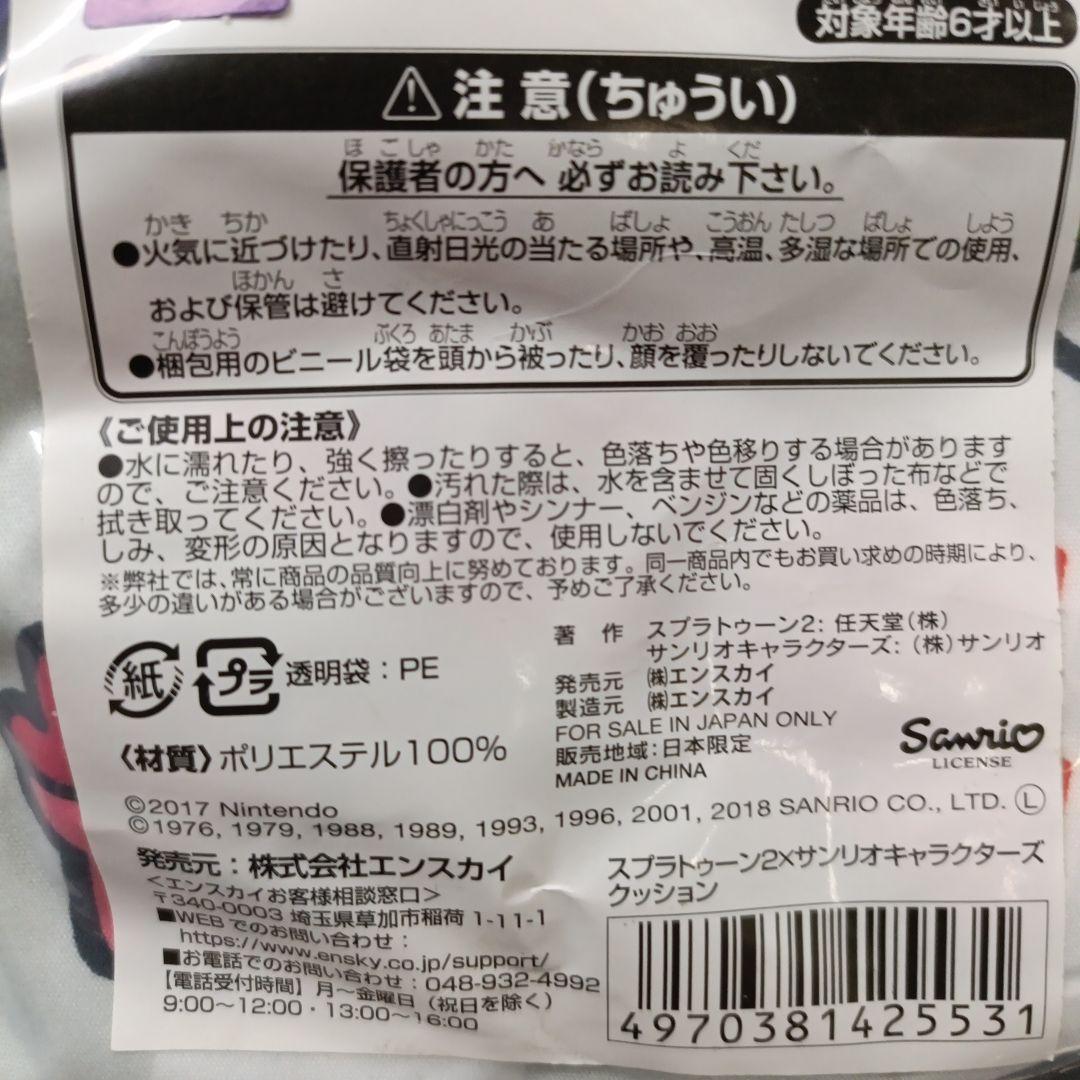 対象年齢6才以上
⚠注意(ちゅうい)
ほごしゃ かた かなら よ くだ
保護者の方へ 必ずお読み下さい。
かき ちか ちょくしゃにっこう あ ばしょ こうおん たしつ ばしょ しよう
●火気に近づけたり、直射日光の当たる場所や、高温、多湿な場所での使用、
ほかん さ
および保管は避けてください。
こんぽうよう ぶくろ あたま かぶ かお おお
●梱包用のビニール袋を頭から被ったり、顔を覆ったりしないでください。
《ご使用上の注意》
●水に濡れたり、強く擦ったりすると、色落ちや色移りする場合があります
ので、ご注意ください。●汚れた際は、水を含ませて固くしぼった布などで
拭き取ってください。●漂白剤やシンナー、ベンジンなどの薬品は、色落ち、
しみ、変形の原因となりますので、使用しないでください。
※弊社では、常に商品の品質向上に努めております。同一商品内でもお買い求めの時期により、
多少の違いがある場合がございますので、予めご了承ください。
紙 プラ 透明袋:PE
〈材質〉ポリエステル100%
著作 スプラトゥーン2:任天堂(株)
サンリオキャラクターズ:(株)サンリオ
発売元 ㈱エンスカイ
製造元 ㈱エンスカイ
FOR SALE IN JAPAN ONLY
販売地域:日本限定
MADE IN CHINA
Sanrio
LICENSE
©2017 Nintendo
©1976, 1979, 1988, 1989, 1993, 1996, 2001, 2018 SANRIO CO., LTD. Ⓛ
発売元:株式会社エンスカイ
<エンスカイお客様相談窓口>
〒340-0003 埼玉県草加市稲荷 1-11-1
■WEBでのお問い合わせ:
https://www.ensky.co.jp/support/
■お電話でのお問い合わせ:048-932-4992
【電話受付時間】月~金曜日(祝日を除く)
9:00~12:00・13:00~16:00
スプラトゥーン2×サンリオキャラクターズ
クッション
4970381425531